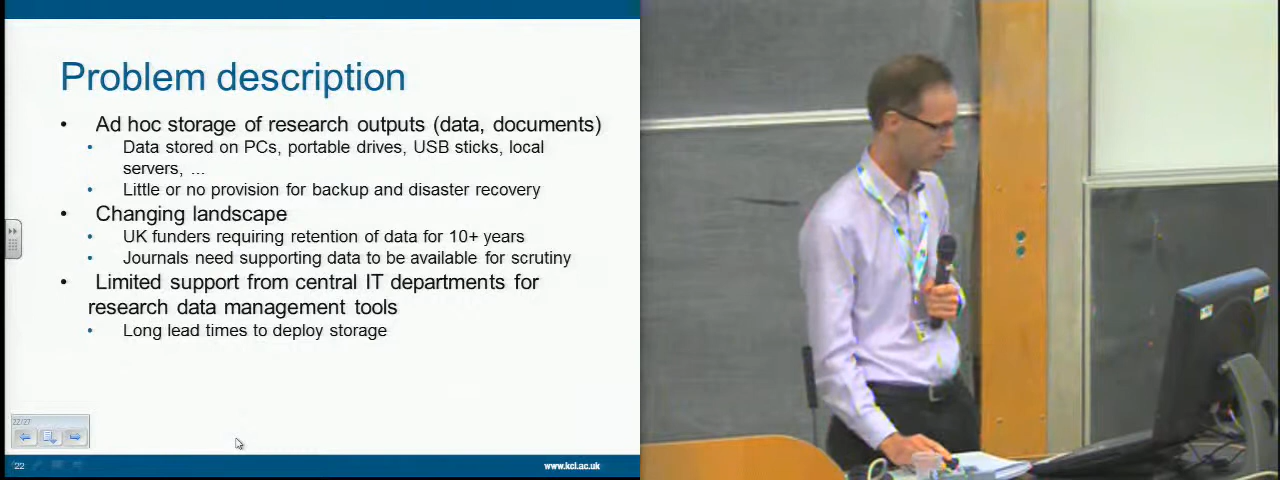 Problem description
• Ad hoc storage of research outputs (data, documents)
• Data stored on PCs, portable drives, USB sticks, local
servers, ...
• Little or no provision for backup and disaster recovery
• Changing landscape
• UK funders requiring retention of data for 10+ years
• Journals need supporting data to be available for scrutiny
• Limited support from central IT departments for
research data management tools
• Long lead times to deploy storage
22/27
22
www.kcl.ac.uk